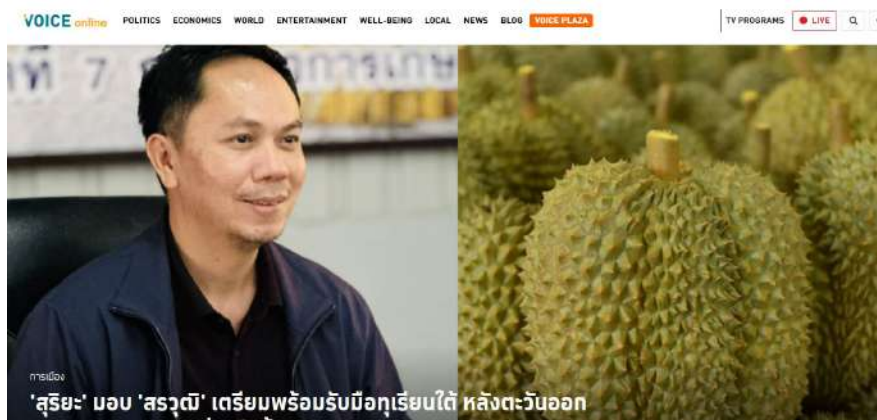 VOICE online
POLITICS ECONOMICS WORLD ENTERTAINMENT WELL-BEING LOCAL NEWS BLOG VOICE PLAZA TV PROGRAMS LIVE
ที่ 7
การเมือง
'สุริยะ' มอบ 'สรวุฒิ' เตรียมพร้อมรับมือทุเรียนใต้ หลังตะวันออก